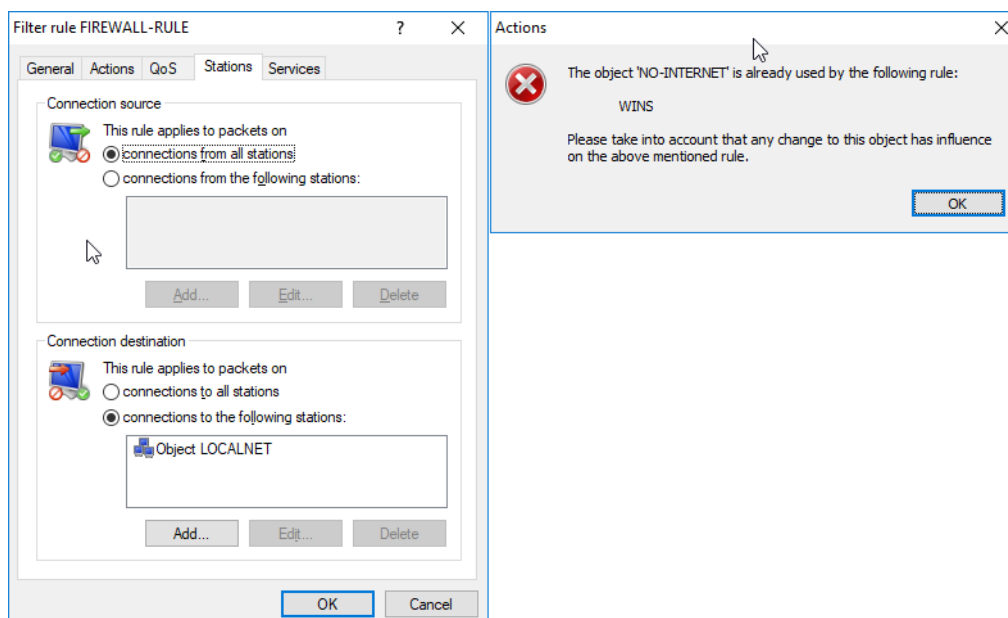 Filter rule FIREWALL-RULE
?
General Actions QoS Stations Services
Connection source
This rule applies to packets on
connections from all stations
connections from the following stations:
Add... Edit... Delete
Connection destination
This rule applies to packets on
connections to all stations
connections to the following stations:
Object LOCALNET
Add... Edit... Delete
OK Cancel
Actions
The object 'NO-INTERNET' is already used by the following rule:
WINS
Please take into account that any change to this object has influence
on the above mentioned rule.
OK